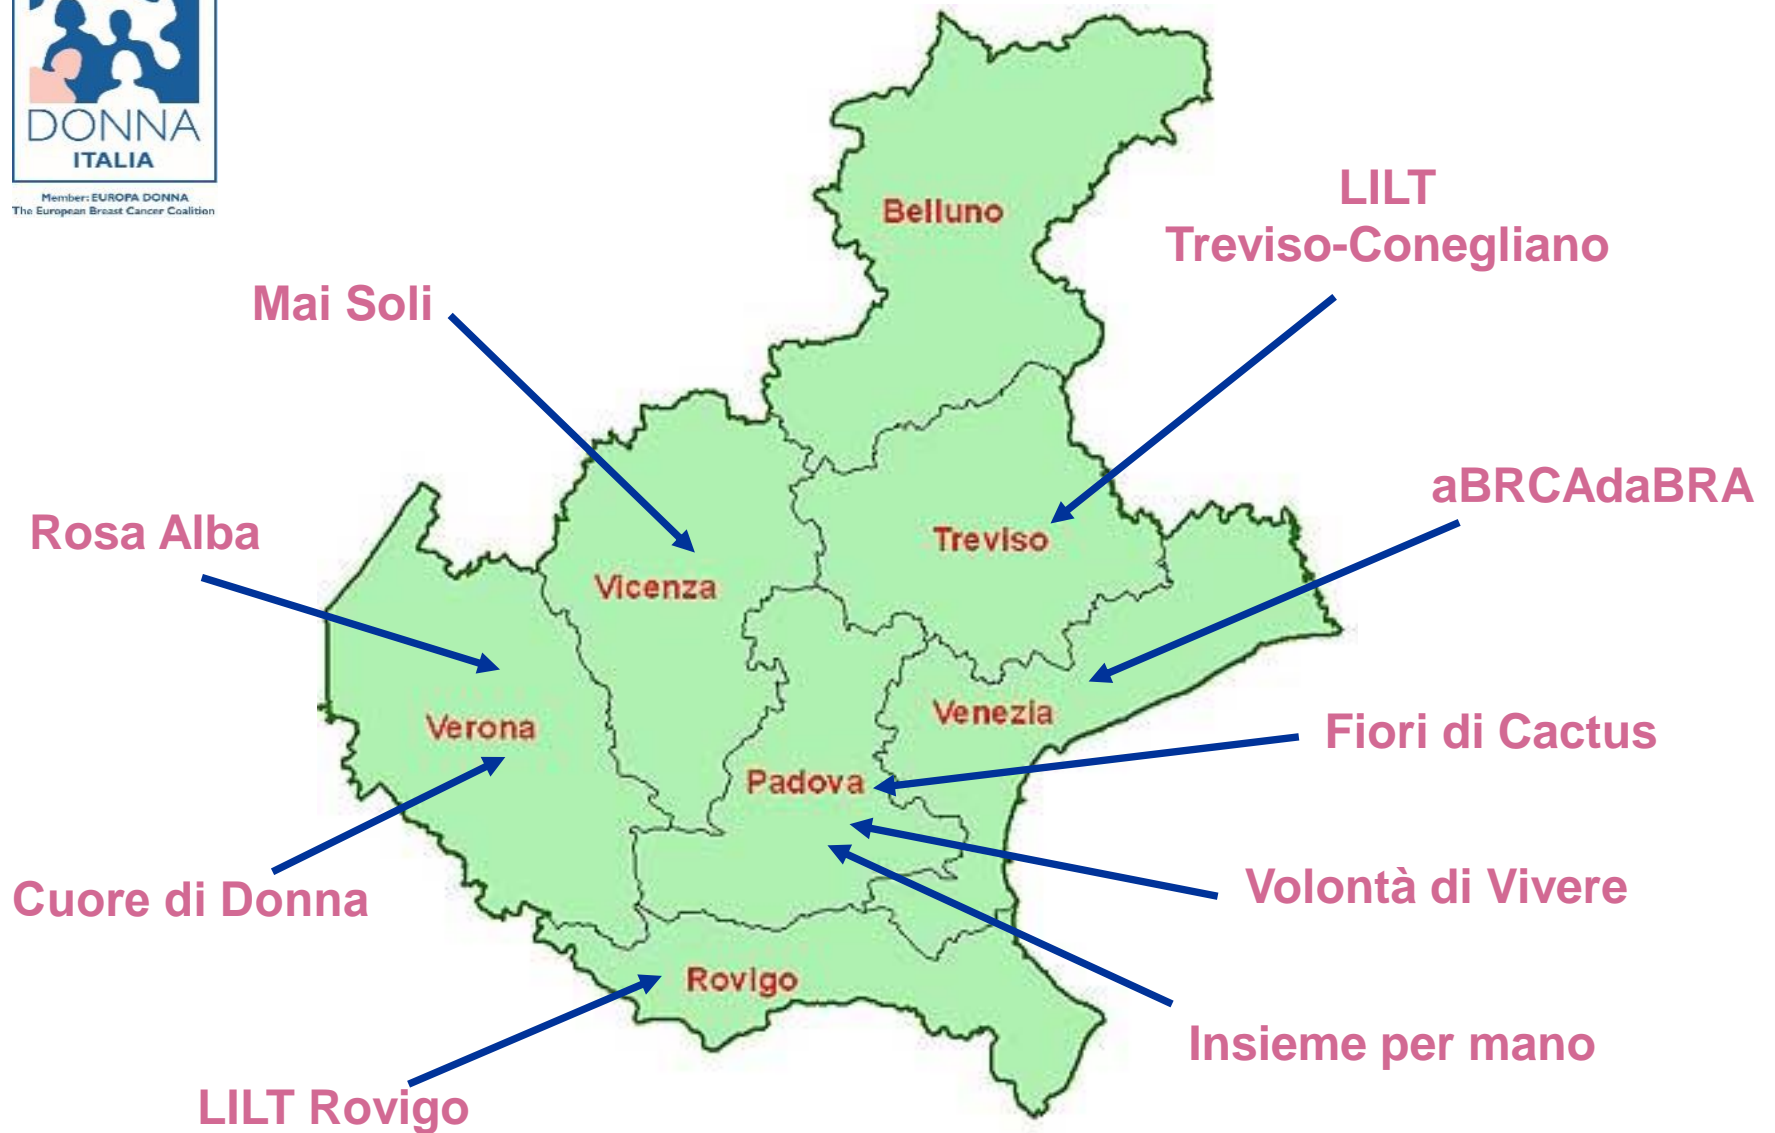 DONNA
ITALIA
Member: EUROPA DONNA
The European Breast Cancer Coalition
LILT
Treviso-Conegliano
Belluno
Mai Soli
aBRCAdaBRA
Rosa Alba
Treviso
Vicenza
Venezia
Verona
Fiori di Cactus
Padova
Cuore di Donna
Volontà di Vivere
Rovigo
Insieme per mano
LILT Rovigo